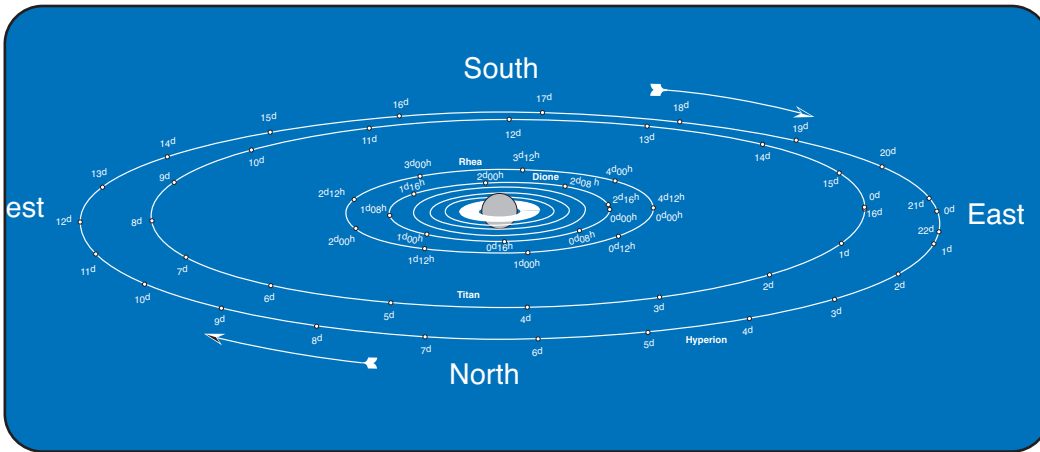 South
17d
16d
18d
15d
19d
12d
11d
13d
14d
20d
10d
14d
Rhea
3d12h
3d00h
4d00h
15d
13d
9d
Dione
2d00h
2d08h
1d16h
2d12h
0d
4d12h
2d16h
21d
0d
est
12d
8d
1d08h
0d00h
0d00h
16d
East
22d
2d00h
1d00h
0d16h
0d08h
0d12h
1d12h
1d00h
1d
1d
11d
7d
2d
2d
10d
6d
Titan
5d
4d
3d
3d
9d
8d
7d
6d
5d
4d
Hyperion
North